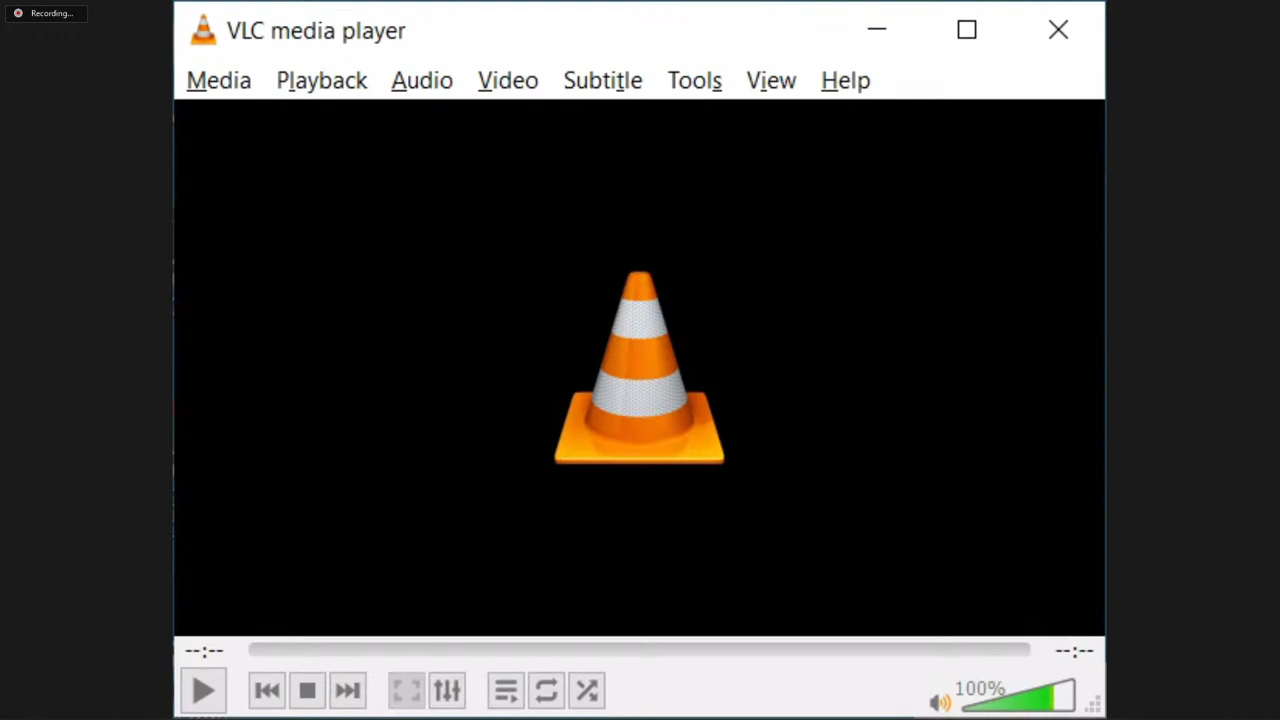 Recording...
VLC media player
Media Playback Audio Video Subtitle Tools View Help
--:-- --:--
100%